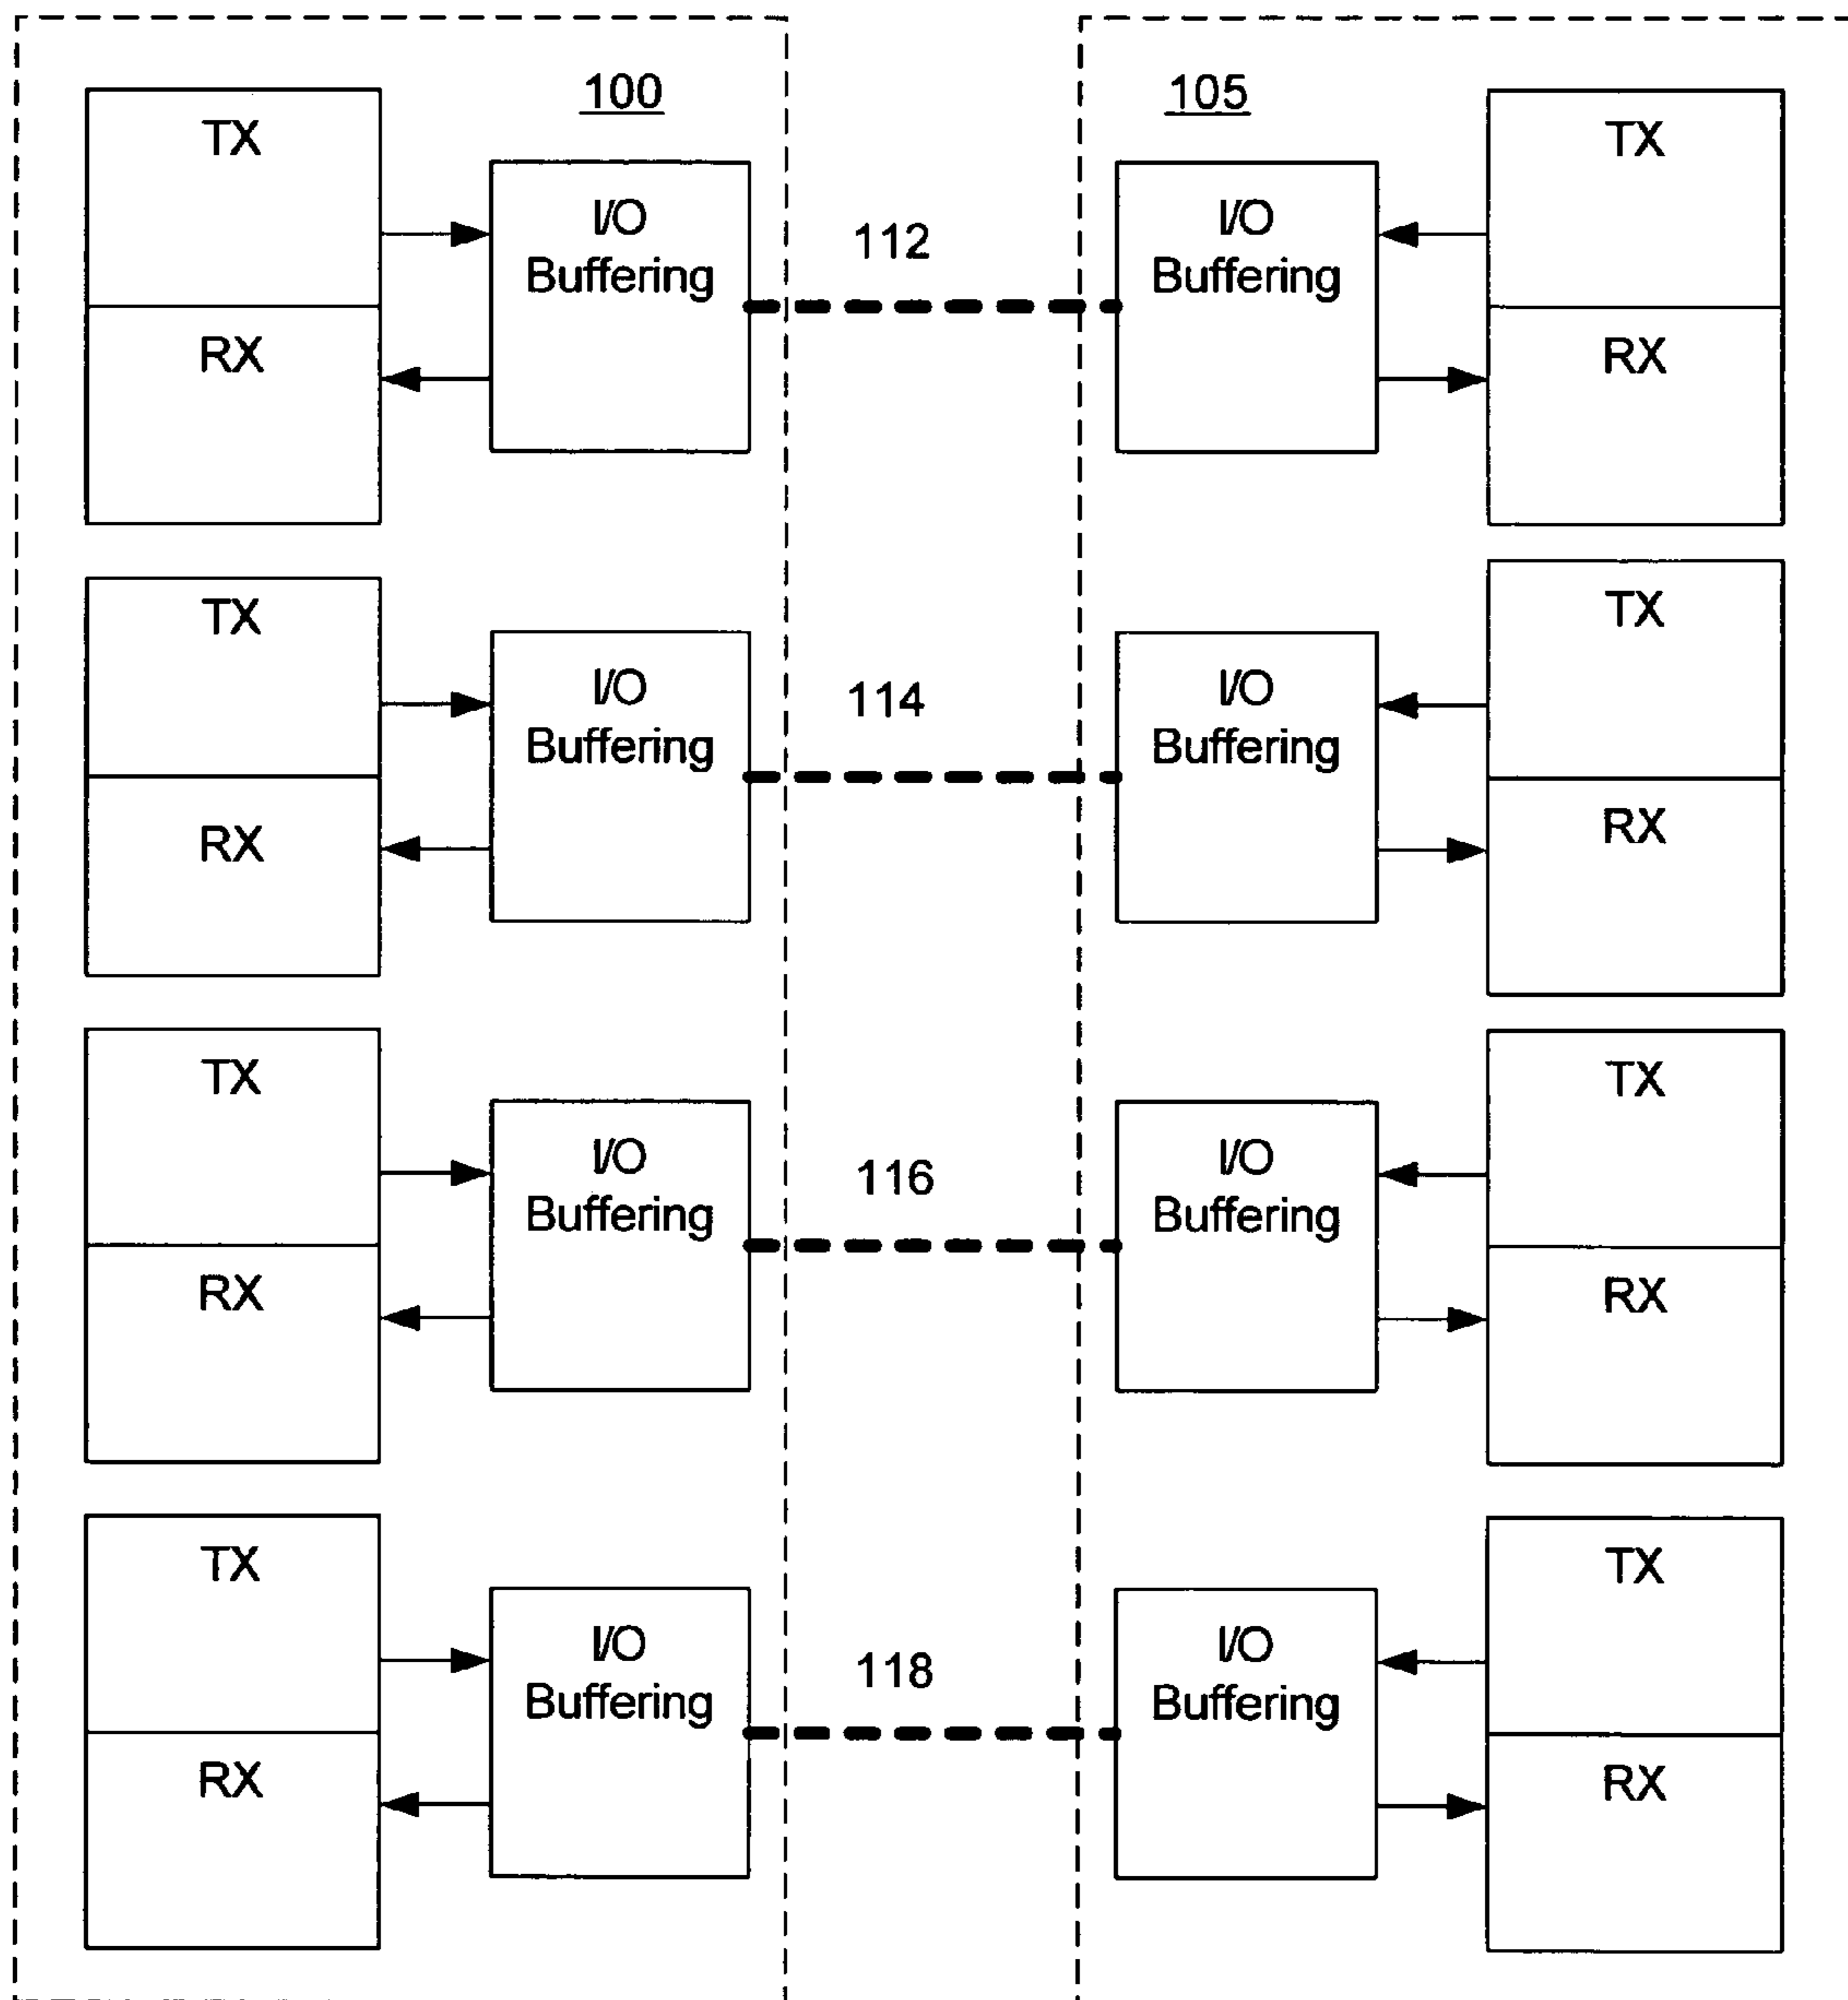 100
105
TX
I/O
Buffering
RX
112
I/O
Buffering
TX
RX
TX
I/O
Buffering
RX
114
I/O
Buffering
TX
RX
TX
I/O
Buffering
RX
116
I/O
Buffering
TX
RX
TX
I/O
Buffering
RX
118
I/O
Buffering
TX
RX